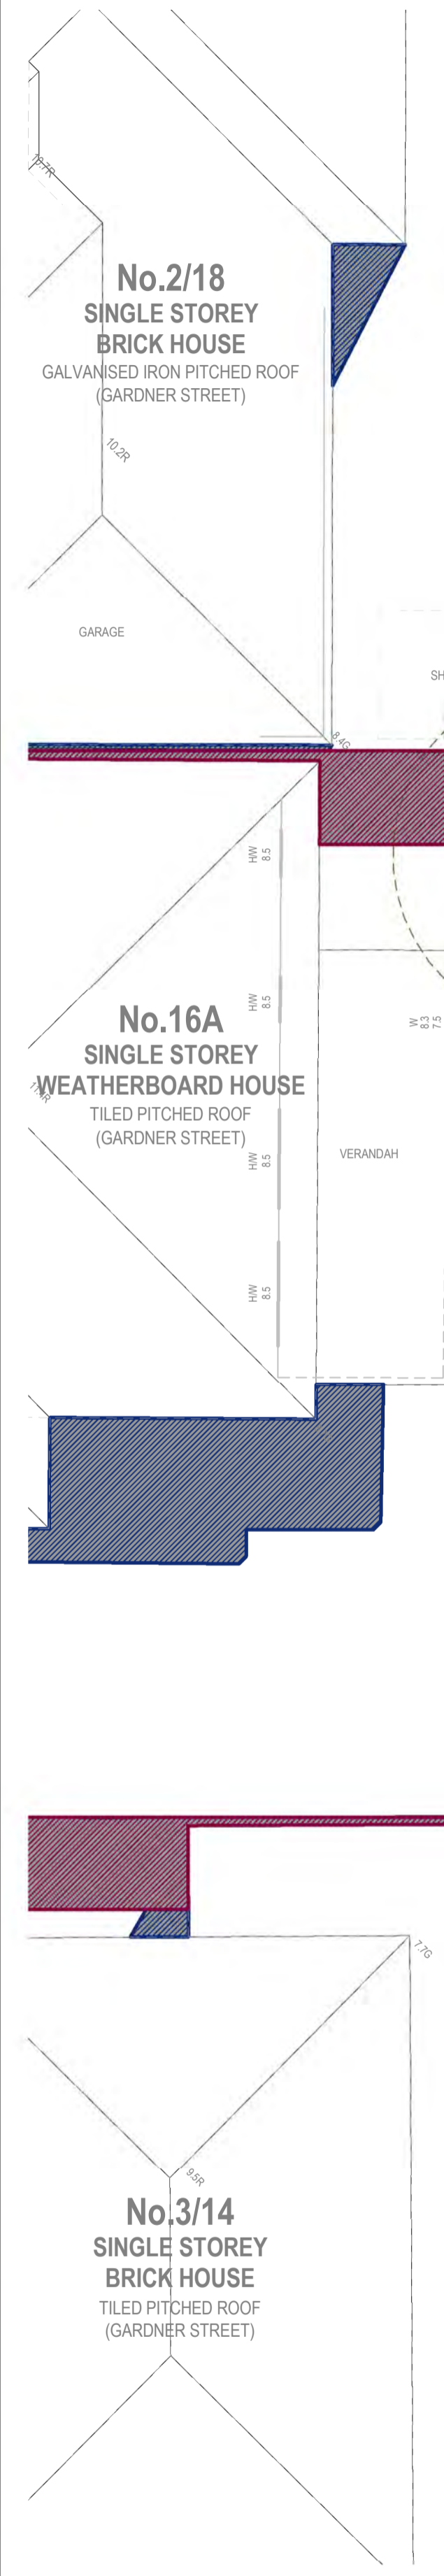 10.7R
No.2/18
SINGLE STOREY
BRICK HOUSE
GALVANISED IRON PITCHED ROOF
(GARDNER STREET)
10.2R
GARAGE
SH
8.4G
H/W
8.5
H/W
8.5
No.16A
SINGLE STOREY
WEATHERBOARD HOUSE
TILED PITCHED ROOF
(GARDNER STREET)
W
8.3
7.5
H/W
8.5
VERANDAH
H/W
8.5
7.7G
9.5R
No.3/14
SINGLE STOREY
BRICK HOUSE
TILED PITCHED ROOF
(GARDNER STREET)